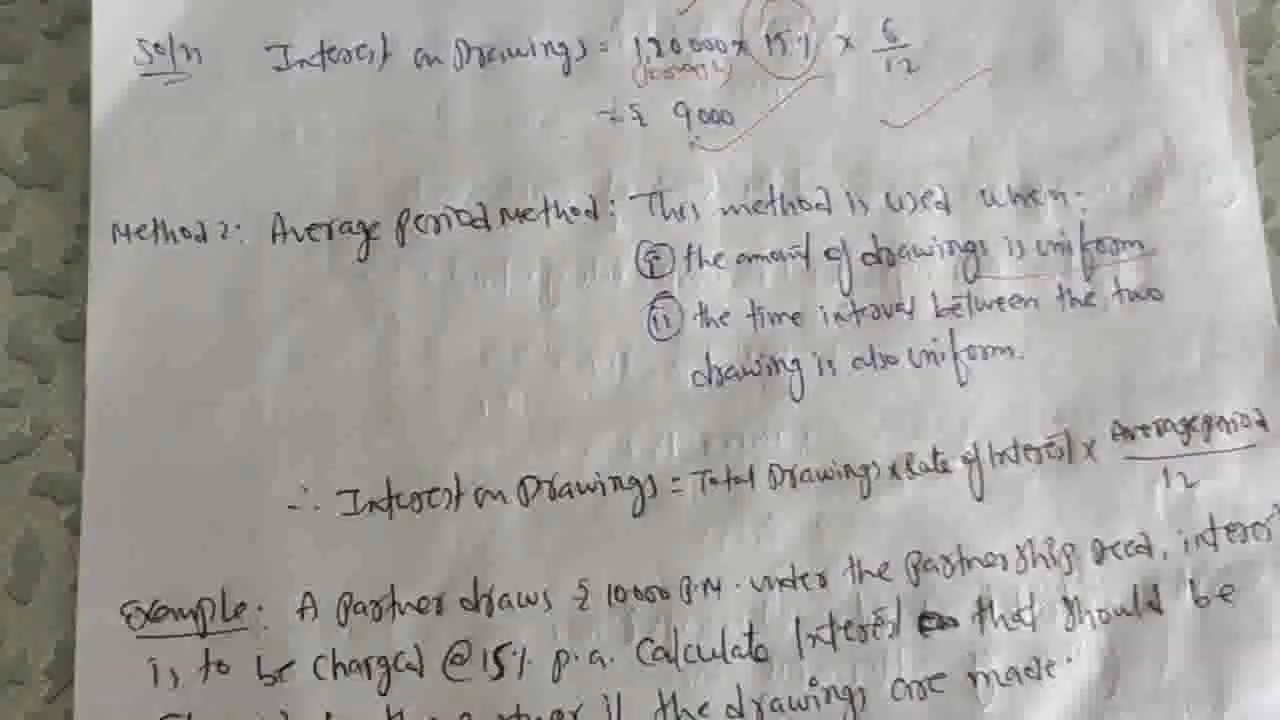 Soln Interest on Drawings = 1,20,000 x 15% x 6/12
= ₹ 9000
Method 2: Average Period Method: This method is used when:
(i) the amount of drawings is uniform
(ii) the time interval between the two
drawing is also uniform.
∴ Interest on Drawings = Total Drawings x Rate of Interest x Average period/12
Example: A Partner draws ₹ 10000 P.M. under the Partnership deed, interest
is to be charged @ 15% p.a. Calculate Interest that should be
the drawings are made.